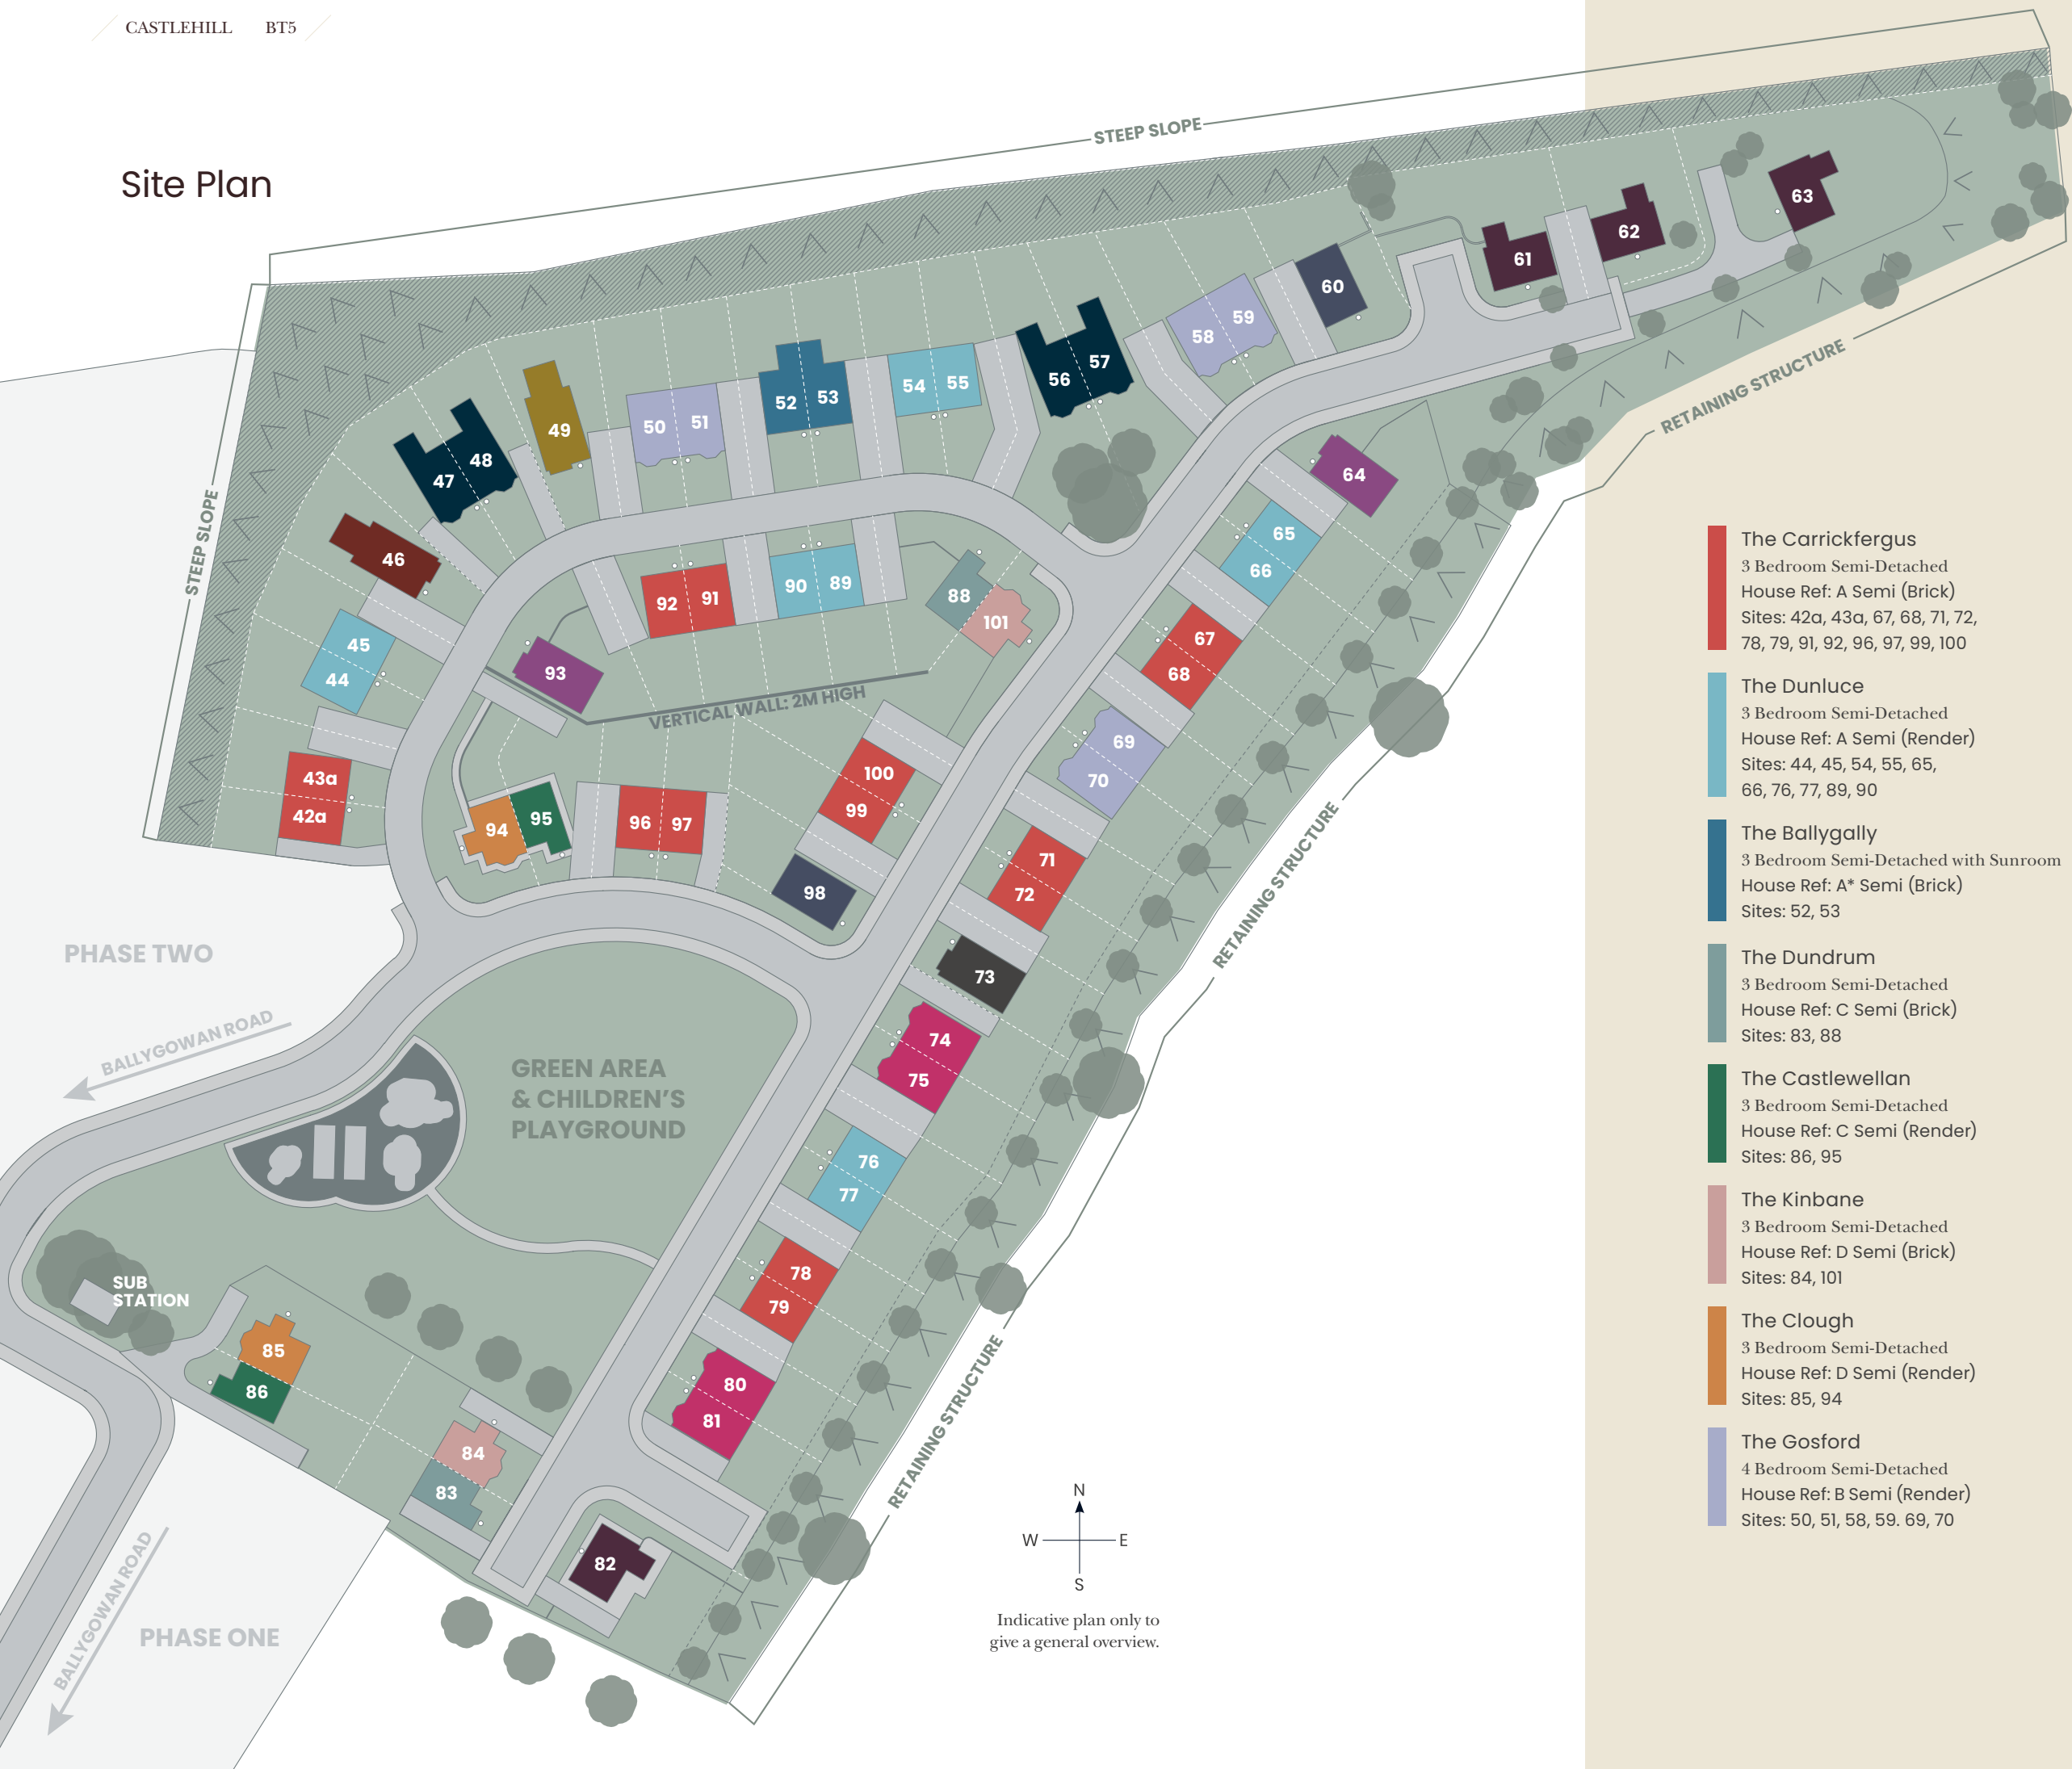 CASTLEHILL BT5
Site Plan
STEEP SLOPE
STEEP SLOPE
63
62
61
60
59
58
57
56
55
54
53
52
51
50
49
48
47
46
45
44
43a
42a
64
65
66
67
68
69
70
71
72
73
74
75
76
77
78
79
80
81
82
83
84
85
86
88
101
89
90
91
92
93
94
95
96
97
98
99
100
VERTICAL WALL: 2M HIGH
RETAINING STRUCTURE
RETAINING STRUCTURE
RETAINING STRUCTURE
PHASE TWO
BALLYGOWAN ROAD
GREEN AREA
& CHILDREN'S
PLAYGROUND
SUB
STATION
BALLYGOWAN ROAD
PHASE ONE
N
W E
S
Indicative plan only to
give a general overview.
The Carrickfergus
3 Bedroom Semi-Detached
House Ref: A Semi (Brick)
Sites: 42a, 43a, 67, 68, 71, 72,
78, 79, 91, 92, 96, 97, 99, 100
The Dunluce
3 Bedroom Semi-Detached
House Ref: A Semi (Render)
Sites: 44, 45, 54, 55, 65,
66, 76, 77, 89, 90
The Ballygally
3 Bedroom Semi-Detached with Sunroom
House Ref: A* Semi (Brick)
Sites: 52, 53
The Dundrum
3 Bedroom Semi-Detached
House Ref: C Semi (Brick)
Sites: 83, 88
The Castlewellan
3 Bedroom Semi-Detached
House Ref: C Semi (Render)
Sites: 86, 95
The Kinbane
3 Bedroom Semi-Detached
House Ref: D Semi (Brick)
Sites: 84, 101
The Clough
3 Bedroom Semi-Detached
House Ref: D Semi (Render)
Sites: 85, 94
The Gosford
4 Bedroom Semi-Detached
House Ref: B Semi (Render)
Sites: 50, 51, 58, 59. 69, 70